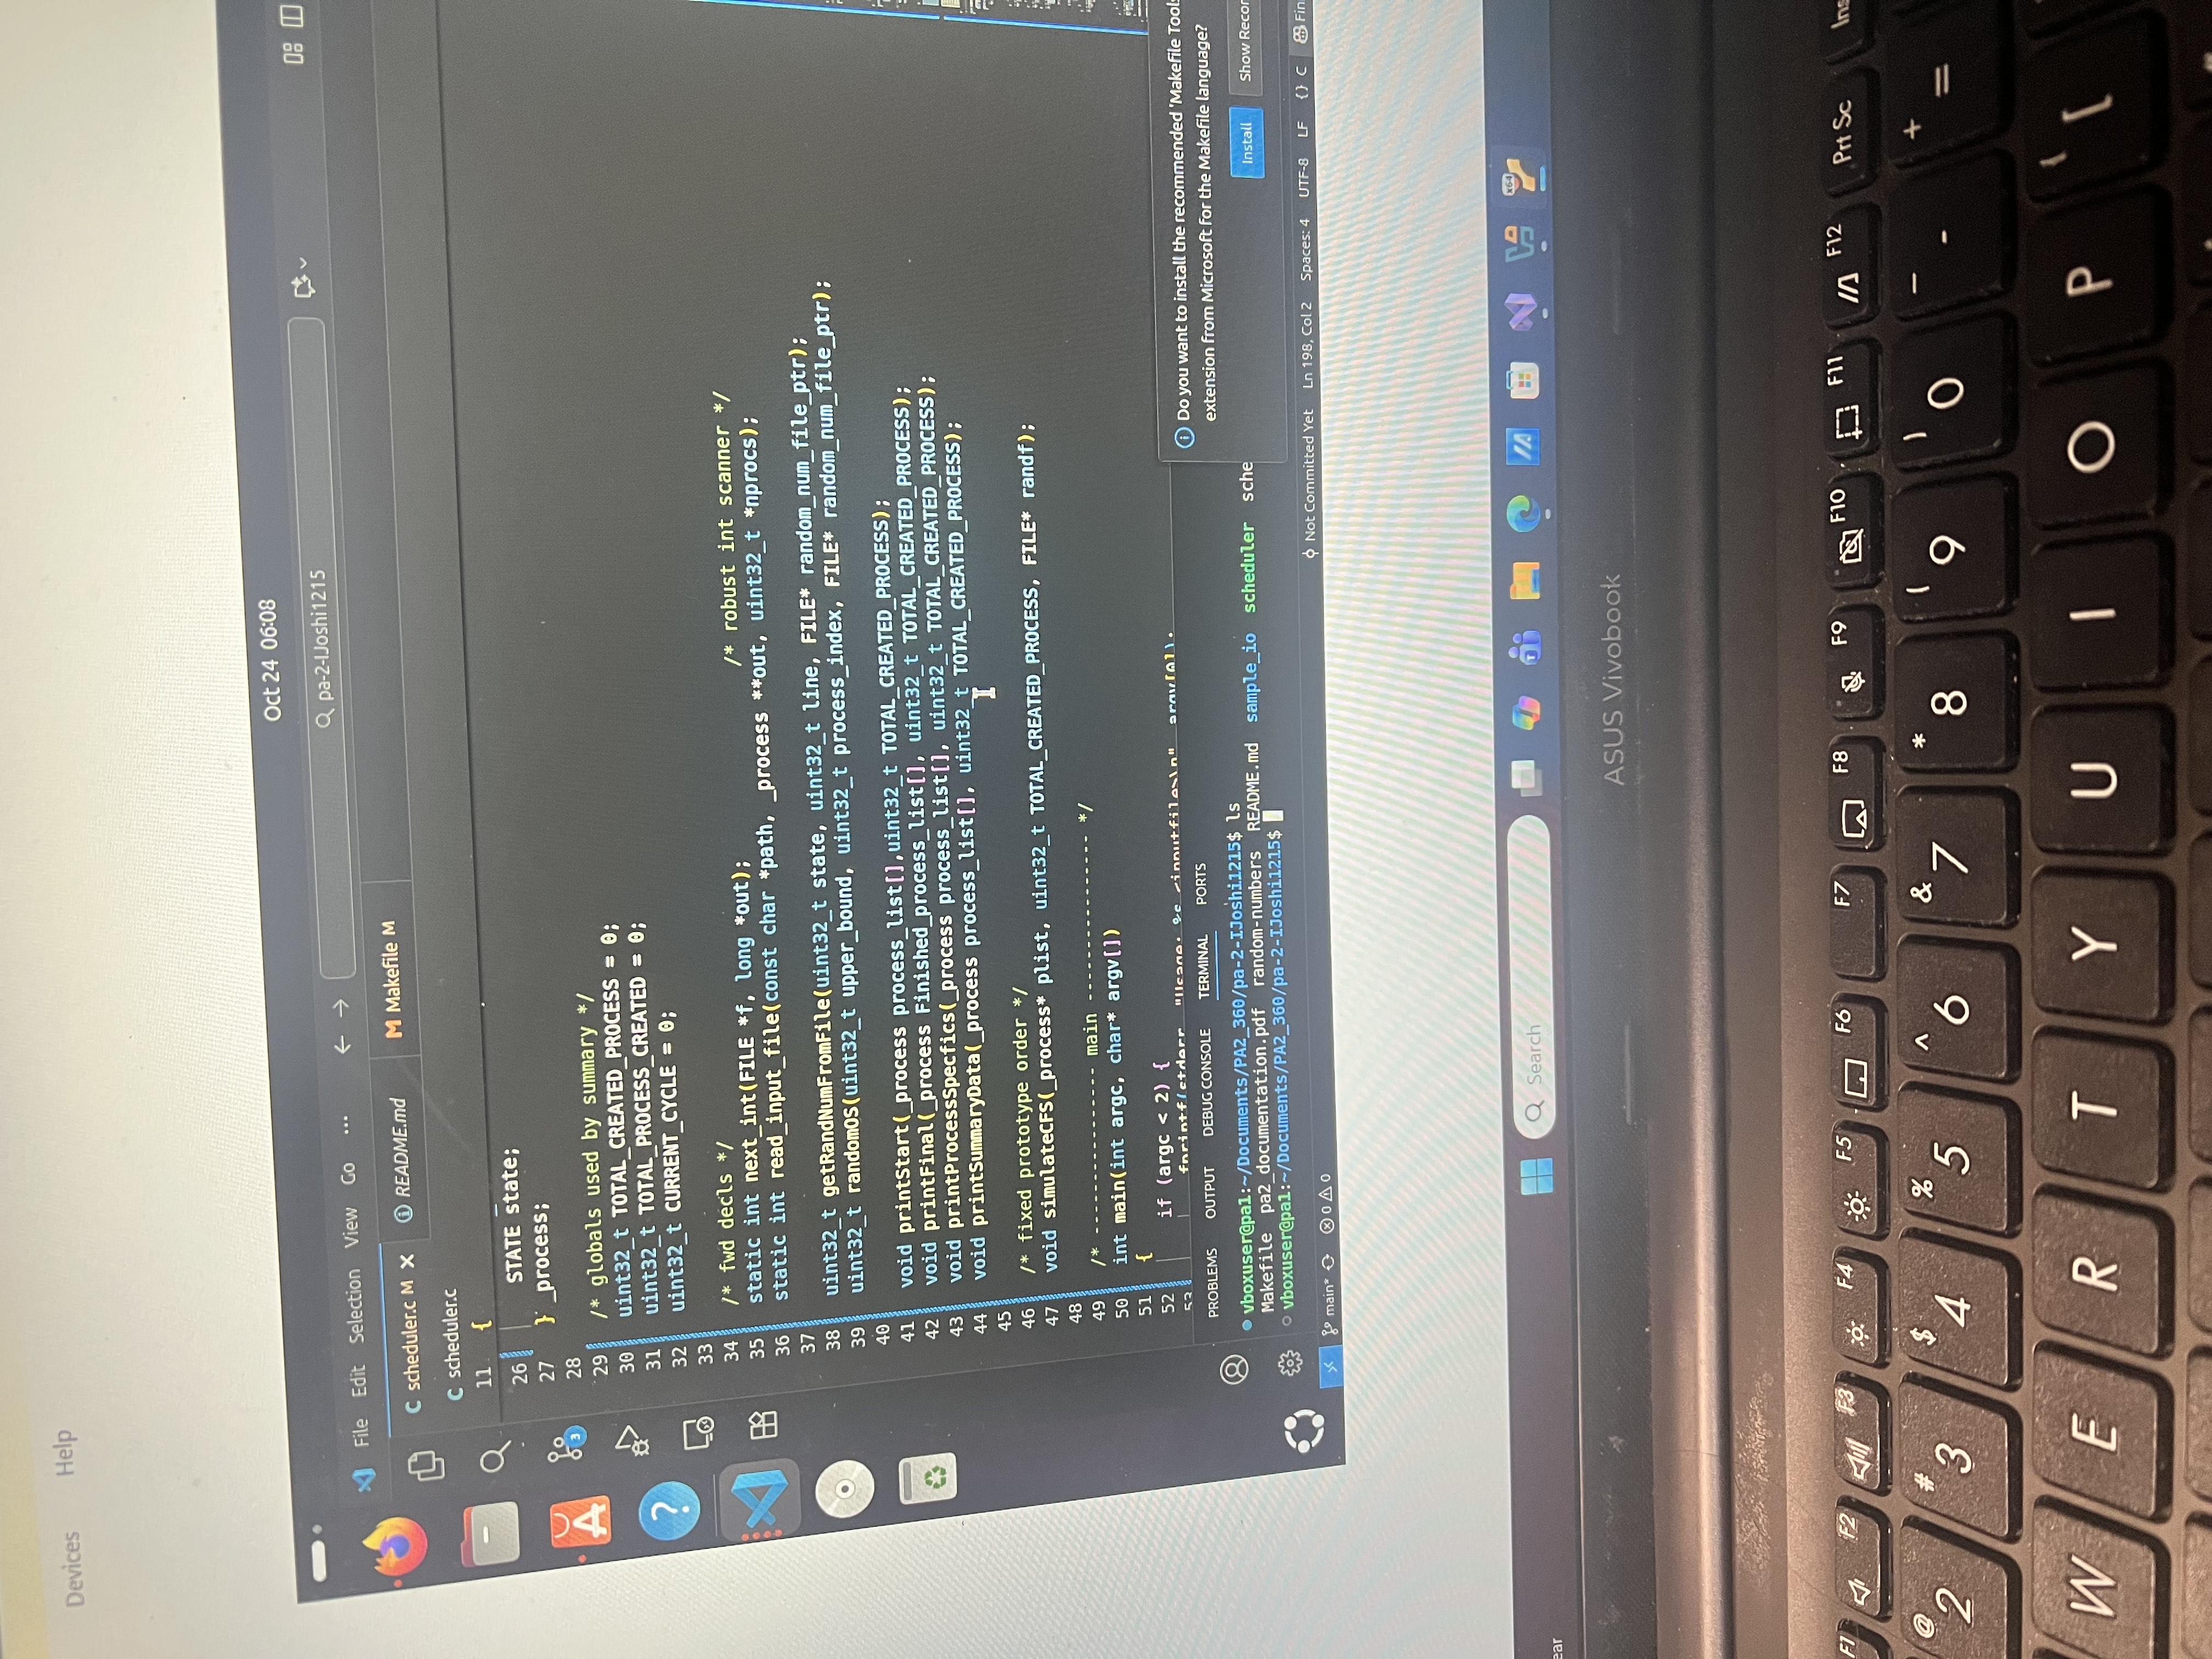 Devices Help
Oct 24 06:08
File Edit Selection View Go ...
pa-2-IJoshi1215
C scheduler.c M
README.md
M Makefile M
C scheduler.c
11 {
26 STATE state;
27 } _process;
28
29 /* globals used by summary */
30 uint32_t TOTAL_CREATED_PROCESS = 0;
31 uint32_t TOTAL_PROCESS_CREATED = 0;
32 uint32_t CURRENT_CYCLE = 0;
33
34 /* fwd decls */
35 static int next_int(FILE *f, long *out); /* robust int scanner */
36 static int read_input_file(const char *path, _process **out, uint32_t *nprocs);
37
38 uint32_t getRandNumFromFile(uint32_t state, uint32_t line, FILE* random_num_file_ptr);
39 uint32_t randomOS(uint32_t upper_bound, uint32_t process_index, FILE* random_num_file_ptr);
40
41 void printStart(_process process_list[],uint32_t TOTAL_CREATED_PROCESS);
42 void printFinal(_process Finished_process_list[], uint32_t TOTAL_CREATED_PROCESS);
43 void printProcessSpecfics(_process process_list[], uint32_t TOTAL_CREATED_PROCESS);
44 void printSummaryData(_process process_list[], uint32_t TOTAL_CREATED_PROCESS);
45
46 /* fixed prototype order */
47 void simulateCFS(_process* plist, uint32_t TOTAL_CREATED_PROCESS, FILE* randf);
48
49 /* ---------------- main ---------------- */
50 int main(int argc, char* argv[])
51 {
52 if (argc < 2) {
53 fprintf(stderr, "Usage: %s <inputfile>\n", argv[0]);
3
PROBLEMS OUTPUT DEBUG CONSOLE TERMINAL PORTS
vboxuser@pa1:~/Documents/PA2_360/pa-2-IJoshi1215$ ls
Makefile pa2_documentation.pdf random-numbers README.md sample_io scheduler sche
vboxuser@pa1:~/Documents/PA2_360/pa-2-IJoshi1215$
Do you want to install the recommended 'Makefile Tools
extension from Microsoft for the Makefile language?
Install Show Recor
main* 0 0
Not Committed Yet Ln 198, Col 2 Spaces: 4 UTF-8 LF {} C Fin
ear
Search
x64
ASUS Vivobook
F1 F2 F3 F4 F5 F6 F7 F8 F9 F10 F11 F12 Prt Sc Ins
@ 2 # 3 $ 4 % 5 ^ 6 & 7 * 8 ( 9 ) 0 _ - + =
W E R T Y U I O P { [